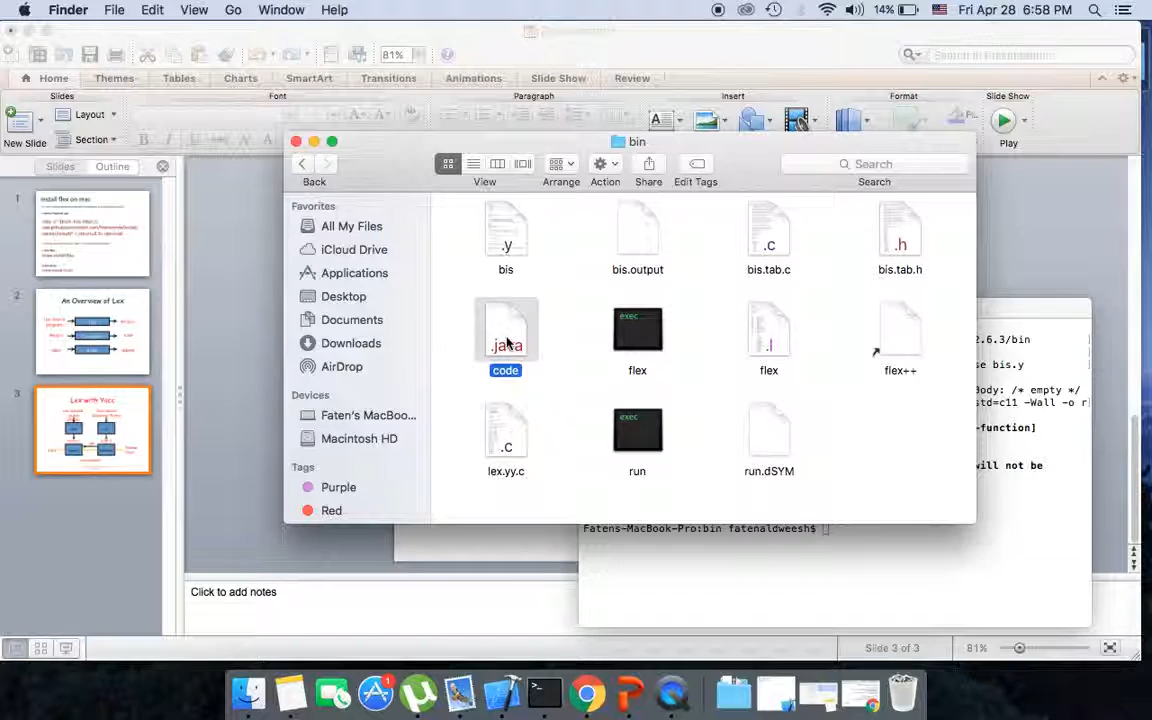 Finder File Edit View Go Window Help
14% Fri Apr 28 6:58 PM
81%
Home Themes Tables Charts SmartArt Transitions Animations Slide Show Review
Slides Font Paragraph Insert Format Slide Show
New Slide Layout Section Play
Slides Outline
bin
Back View Arrange Action Share Edit Tags Search
Search
Favorites
All My Files
iCloud Drive
Applications
Desktop
Documents
Downloads
AirDrop
Devices
Faten's MacBoo...
Macintosh HD
Tags
Purple
Red
.y .c .h
bis bis.output bis.tab.c bis.tab.h
.java exec .l
code flex flex flex++
.c exec
lex.yy.c run run.dSYM
1
Install flex on mac
2
An Overview of Lex
3
Lex with Yacc
2.6.3/bin
se bis.y
Body: /* empty */
std=c11 -Wall -o r
-function]
will not be
Fatens-MacBook-Pro:bin fatenaldweesh$
Click to add notes
Slide 3 of 3 81%
1